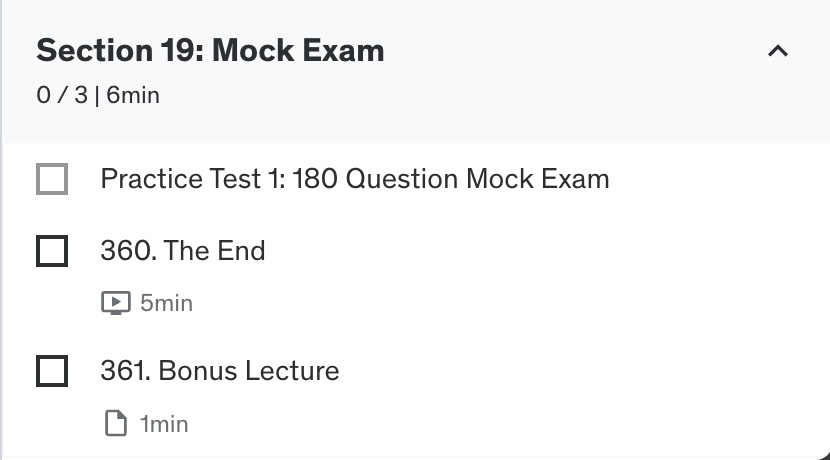 Section 19: Mock Exam
0 / 3 | 6min
Practice Test 1: 180 Question Mock Exam
360. The End
5min
361. Bonus Lecture
1min